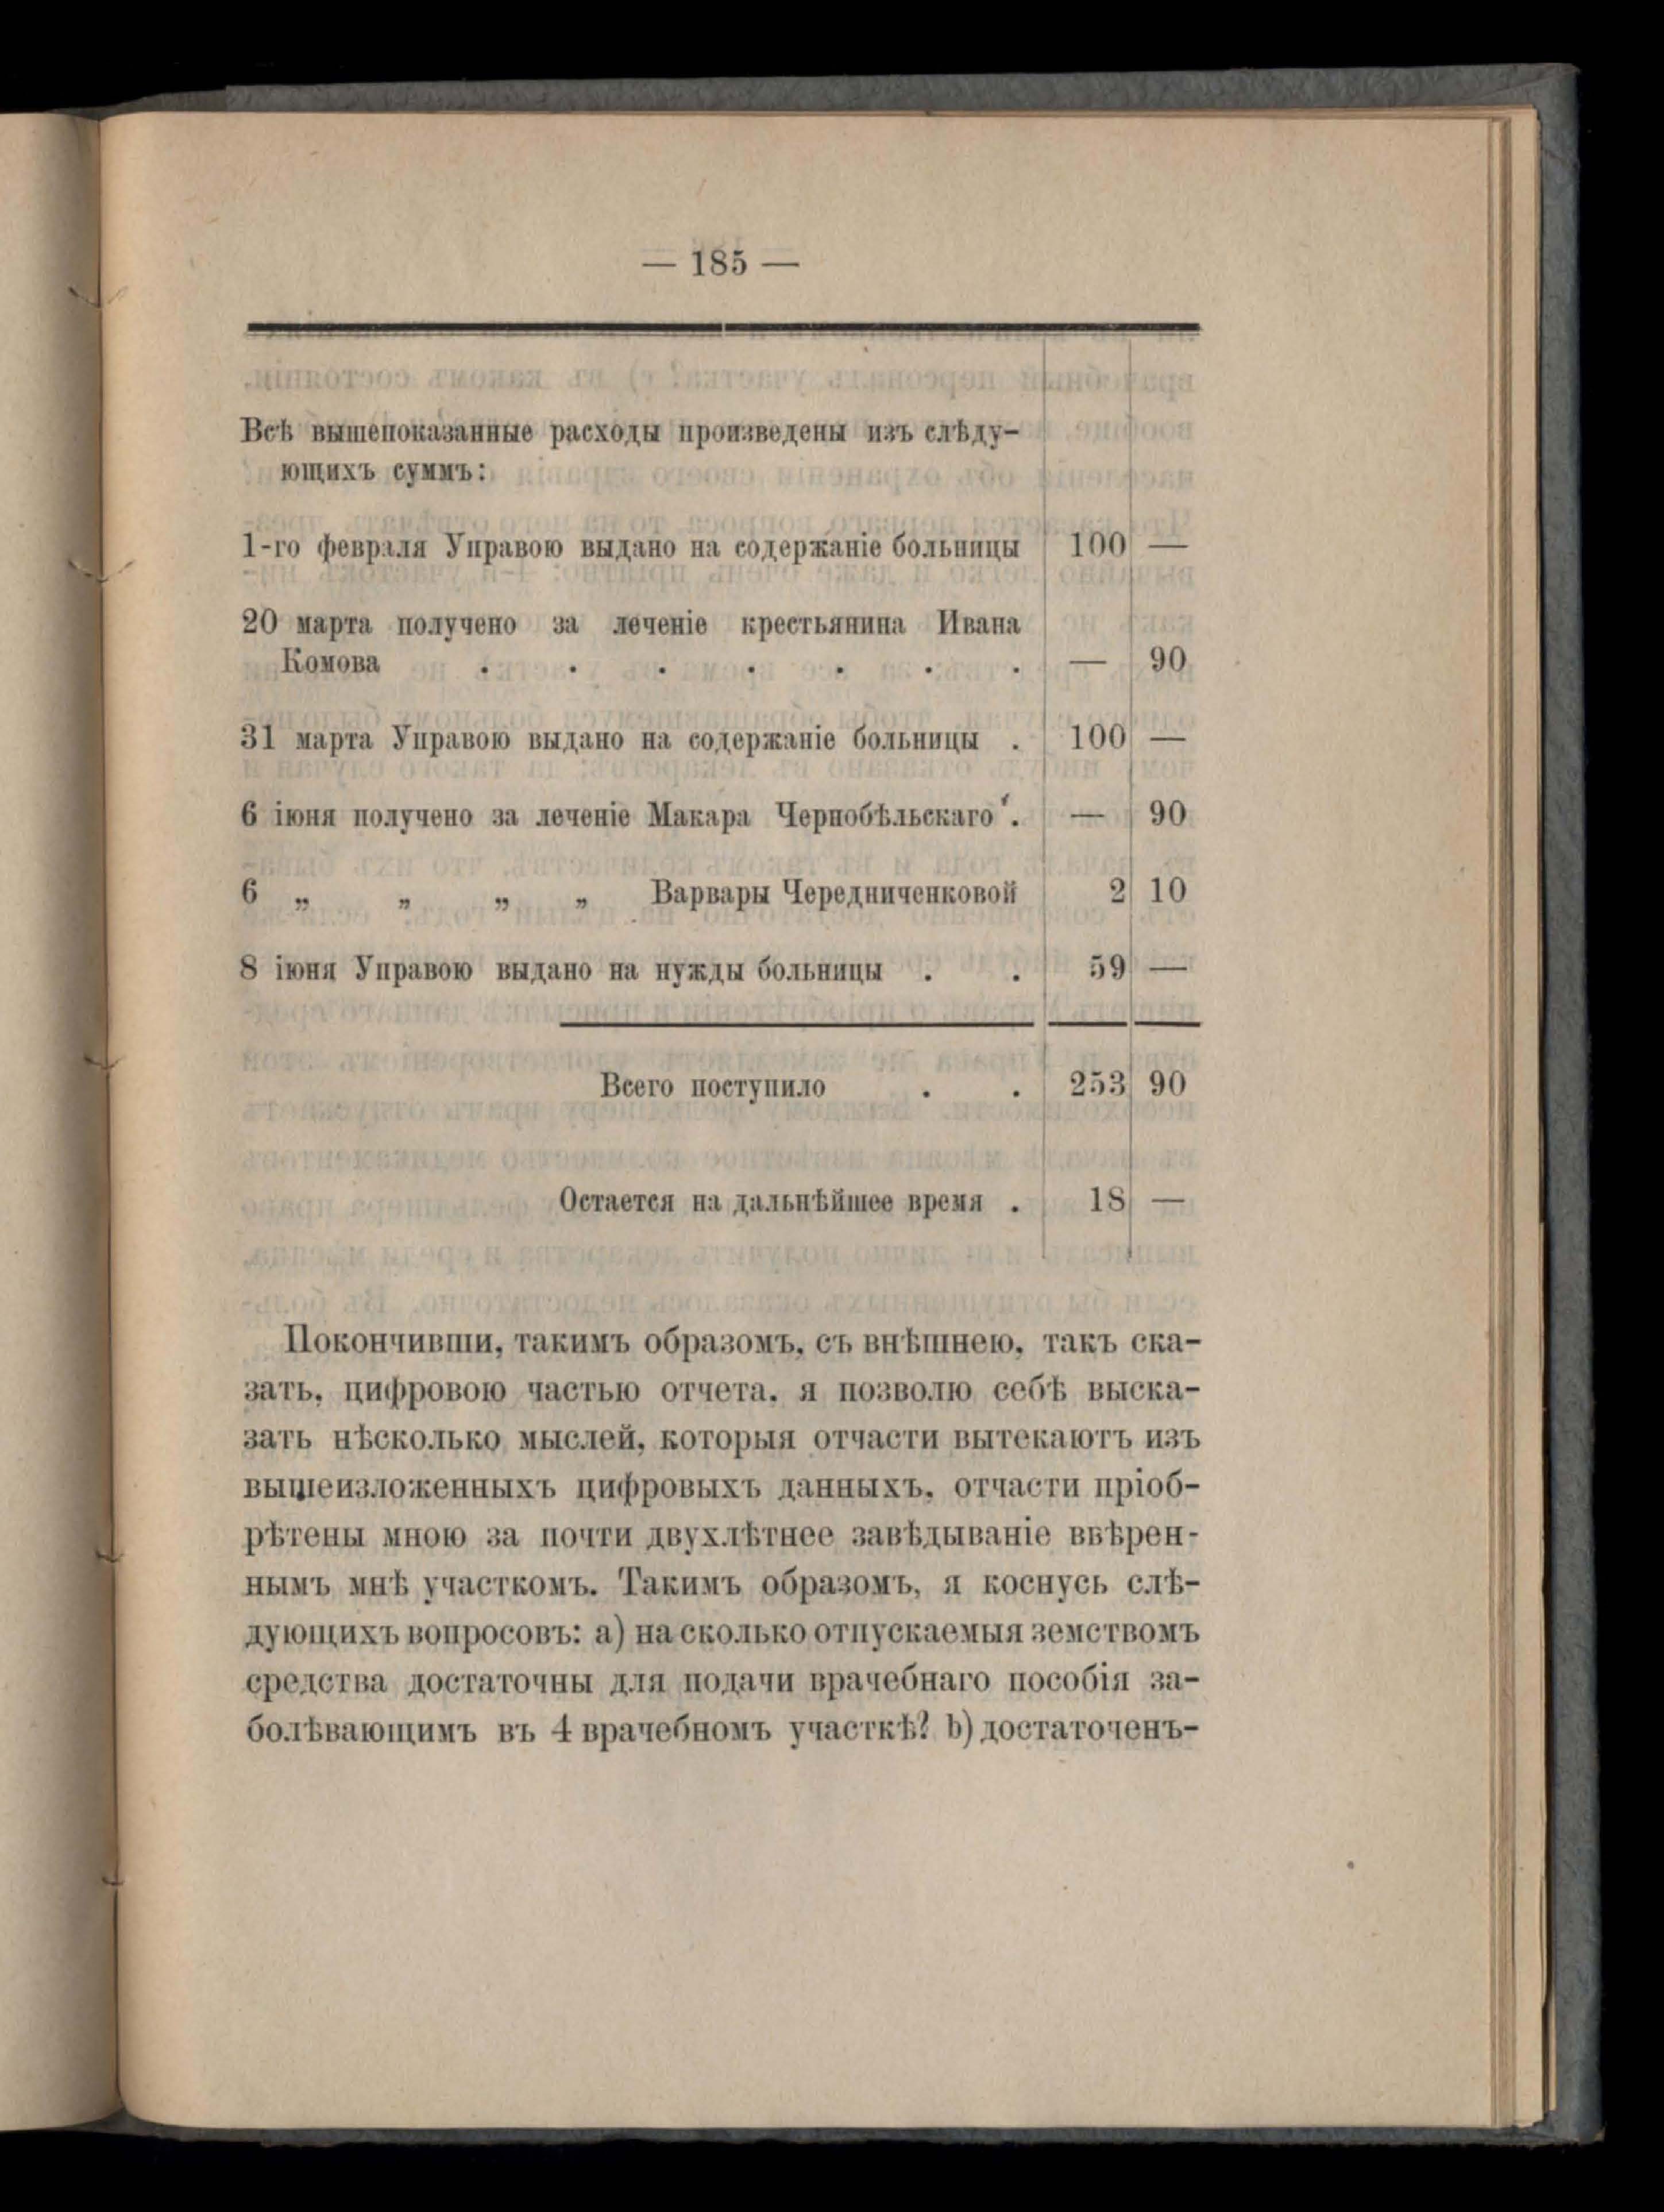 — 185 —
Всѣ вышепоказанные расходы произведены изъ слѣду-
ющихъ суммъ:
1-го февраля Управою выдано на содержаніе больницы 100 —
20 марта получено за леченіе крестьянина Ивана
Комова . . . . . . . — 90
31 марта Управою выдано на содержаніе больницы . 100 —
6 іюня получено за леченіе Макара Чернобѣльскаго . — 90
6 „ „ „ „ Варвары Чередниченковой 2 10
8 іюня Управою выдано на нужды больницы . . 59 —
Всего поступило . . 253 90
Остается на дальнѣйшее время . 18 —
Покончивши, такимъ образомъ, съ внѣшнею, такъ ска-
зать, цифровою частью отчета, я позволю себѣ выска-
зать нѣсколько мыслей, которыя отчасти вытекаютъ изъ
вышеизложенныхъ цифровыхъ данныхъ, отчасти пріоб-
рѣтены мною за почти двухлѣтнее завѣдываніе ввѣрен-
нымъ мнѣ участкомъ. Такимъ образомъ, я коснусь слѣ-
дующихъ вопросовъ: а) на сколько отпускаемыя земствомъ
средства достаточны для подачи врачебнаго пособія за-
болѣвающимъ въ 4 врачебномъ участкѣ? b) достаточенъ-